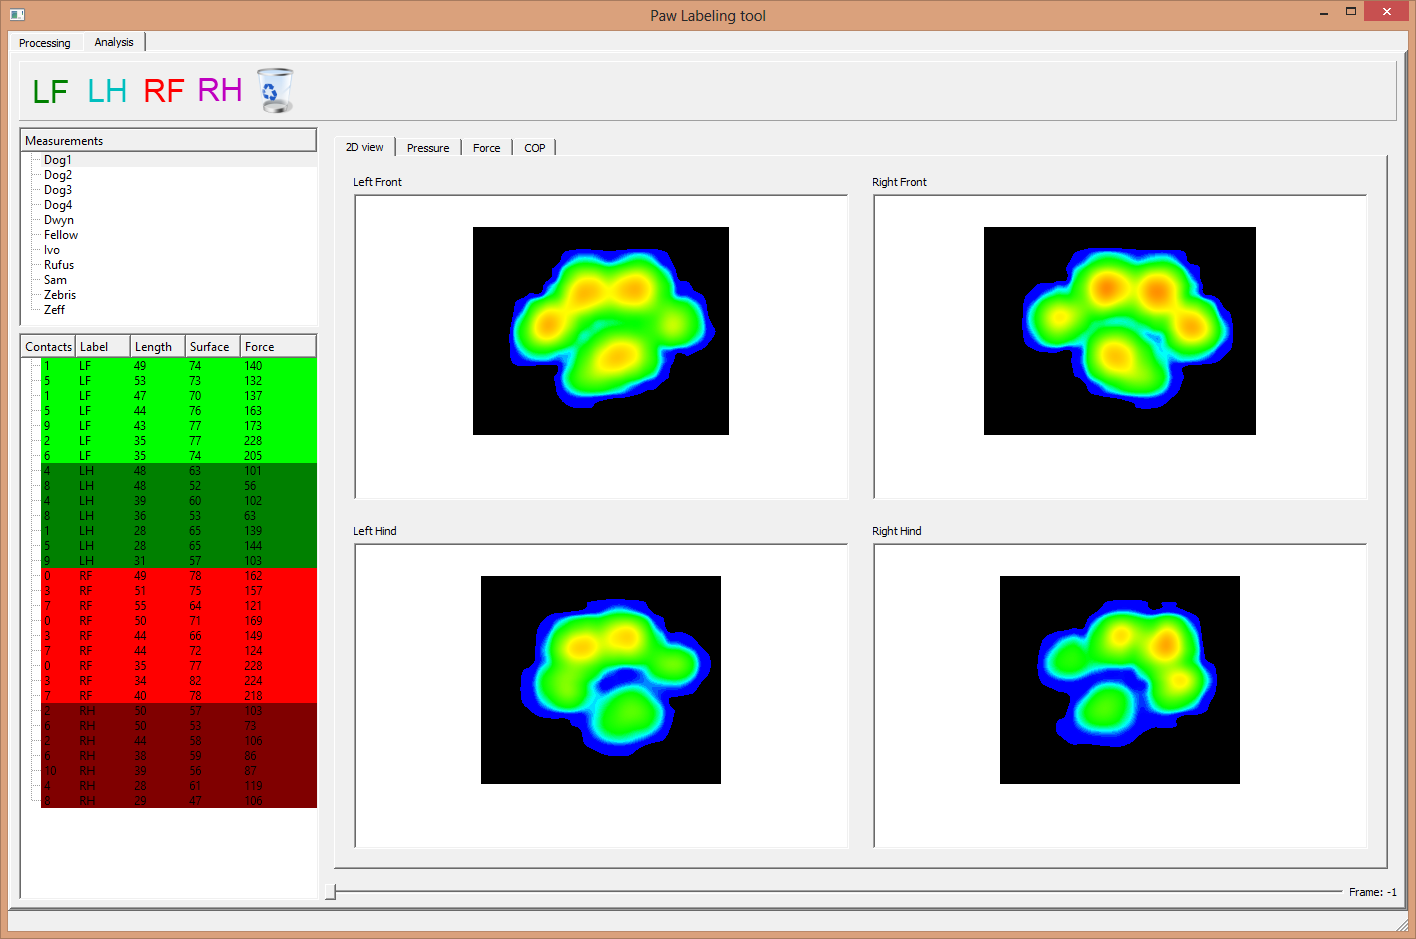 Paw Labeling tool
Processing Analysis
LF LH RF RH
Measurements
Dog1
Dog2
Dog3
Dog4
Dwyn
Fellow
Ivo
Rufus
Sam
Zebris
Zeff
Contacts Label Length Surface Force
1 LF 49 74 140
5 LF 53 73 132
1 LF 47 70 137
5 LF 44 76 163
9 LF 43 77 173
2 LF 35 77 228
6 LF 35 74 205
4 LH 48 63 101
8 LH 48 52 56
4 LH 39 60 102
8 LH 36 53 63
1 LH 28 65 139
5 LH 28 65 144
9 LH 31 57 103
0 RF 49 78 162
3 RF 51 75 157
7 RF 55 64 121
0 RF 50 71 169
3 RF 44 66 149
7 RF 44 72 124
0 RF 35 77 228
3 RF 34 82 224
7 RF 40 78 218
2 RH 50 57 103
6 RH 50 53 73
2 RH 44 58 106
6 RH 38 59 86
10 RH 39 56 87
4 RH 28 61 119
8 RH 29 47 106
2D view Pressure Force COP
Left Front
Right Front
Left Hind
Right Hind
Frame: -1